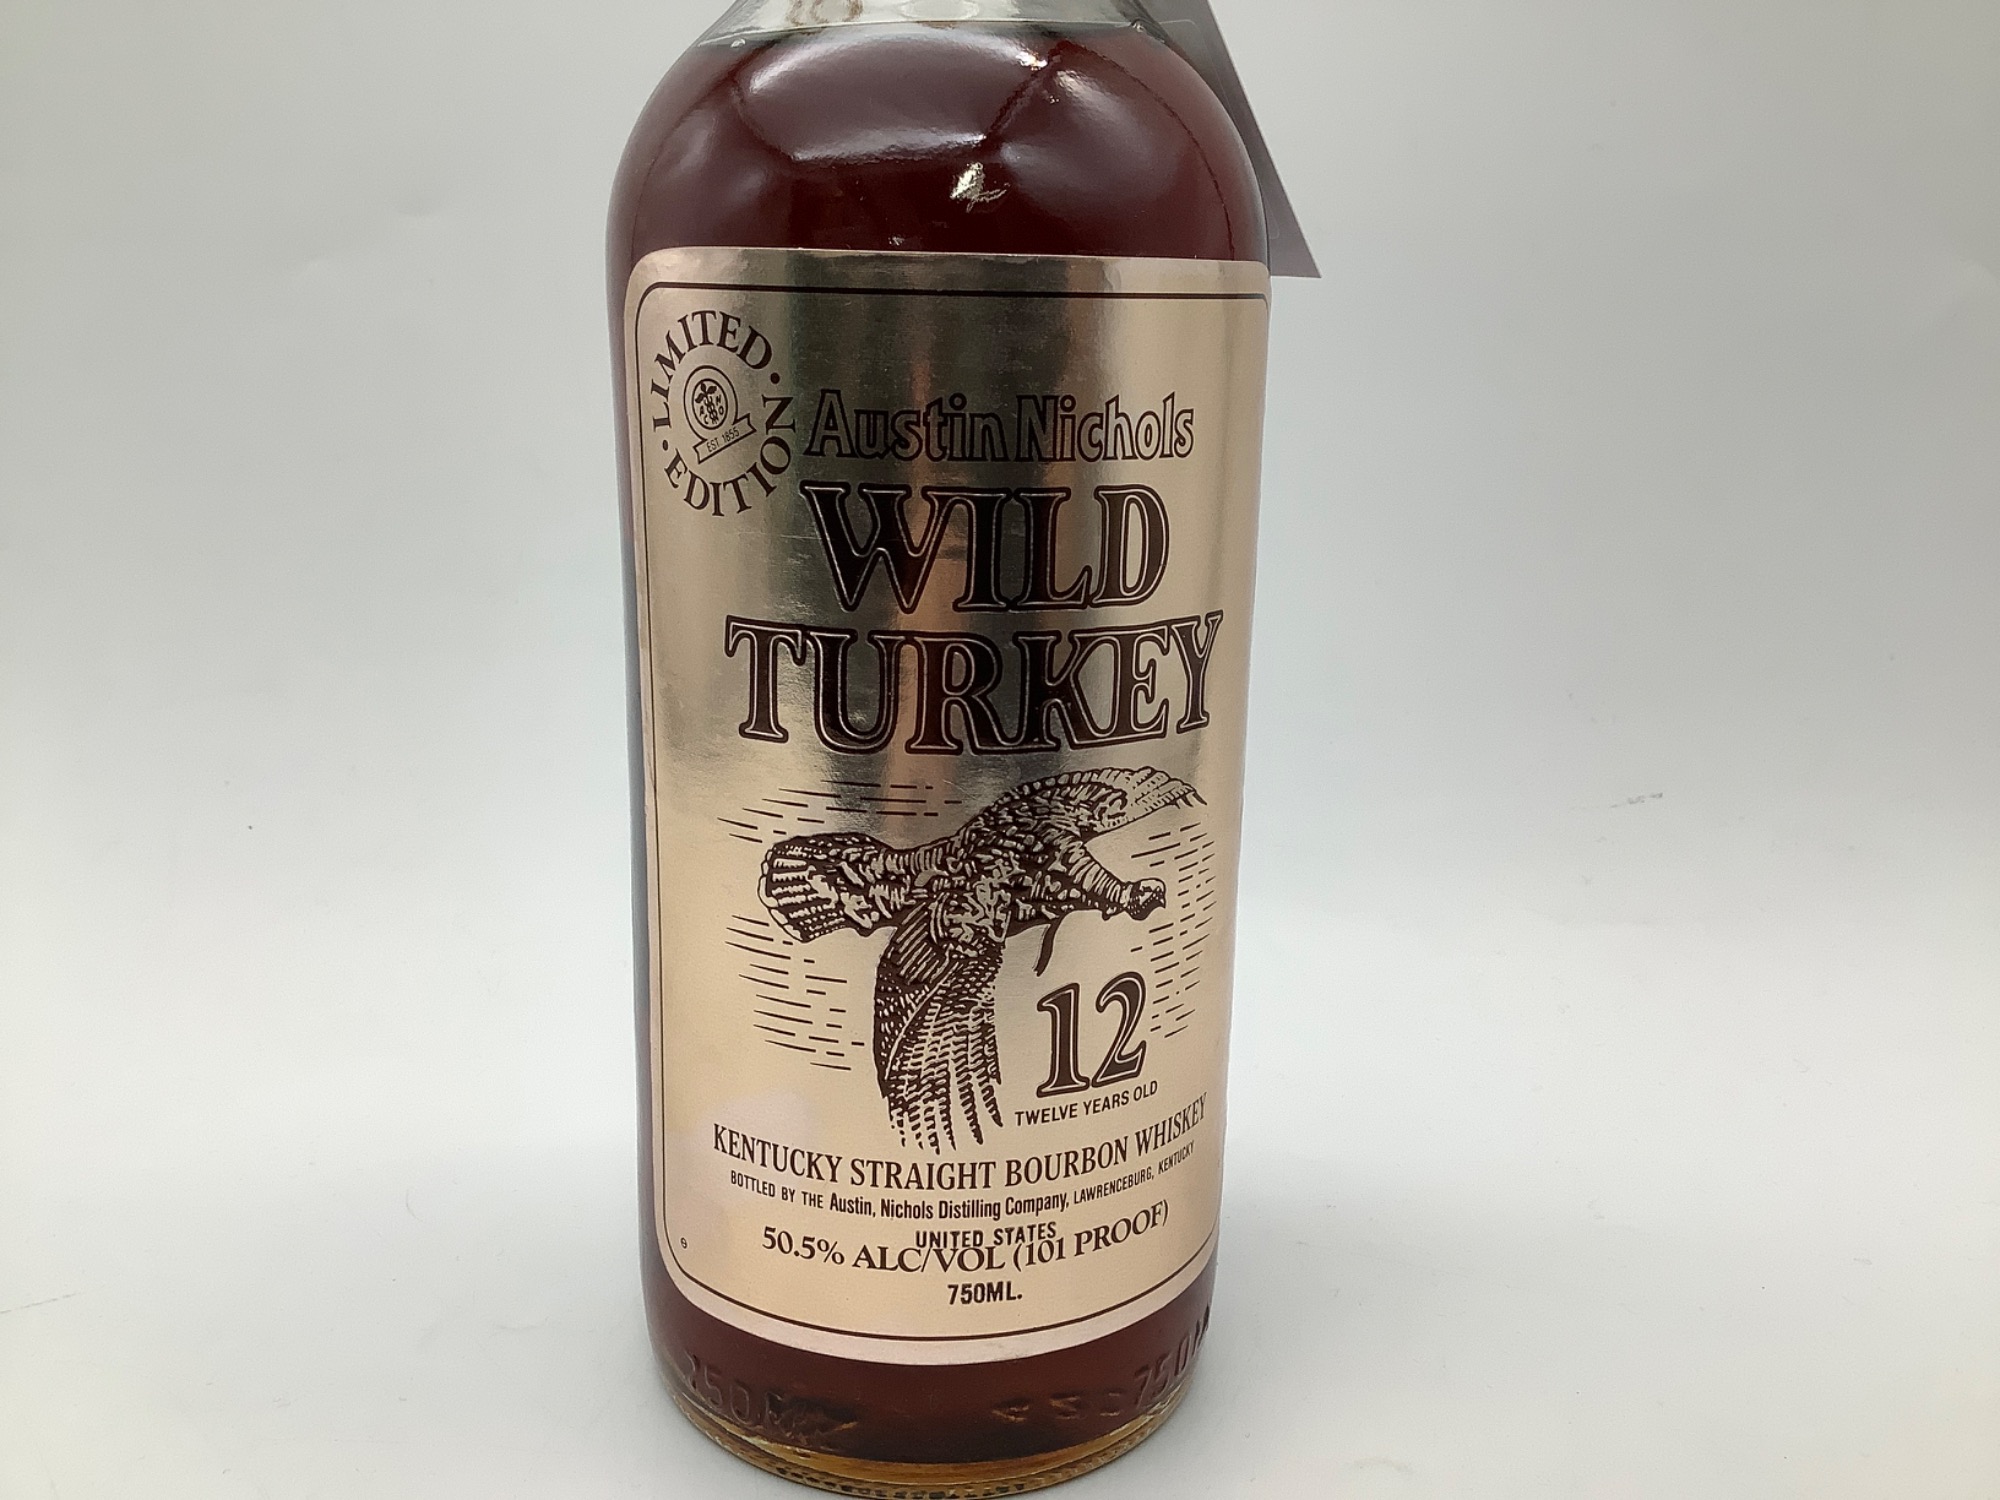 ·LIMITED·
EDITION
EST. 1855
Austin Nichols
WILD
TURKEY
12
TWELVE YEARS OLD
KENTUCKY STRAIGHT BOURBON WHISKEY
BOTTLED BY THE Austin, Nichols Distilling Company, LAWRENCEBURG, KENTUCKY
UNITED STATES
50.5% ALC/VOL (101 PROOF)
750ML.